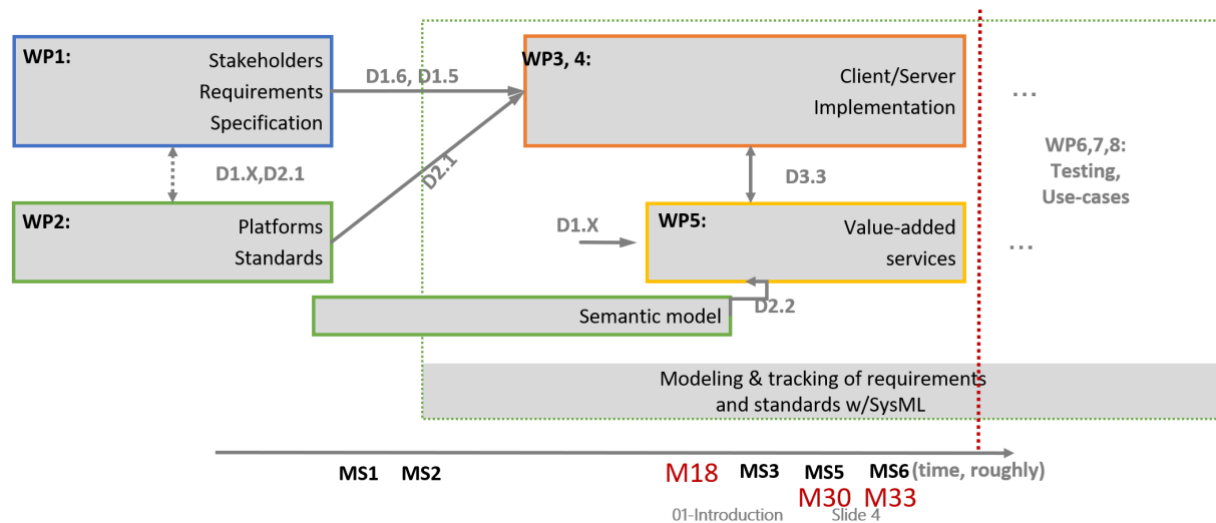 WP1:
Stakeholders
Requirements
Specification
D1.6, D1.5
WP3, 4:
Client/Server
Implementation
...
WP6,7,8:
Testing,
Use-cases
D1.X,D2.1
D2.1
D3.3
WP2:
Platforms
Standards
D1.X
WP5:
Value-added
services
...
Semantic model
D2.2
Modeling & tracking of requirements
and standards w/SysML
MS1 MS2 M18 MS3 MS5 MS6 (time, roughly)
M30 M33
01-Introduction Slide 4